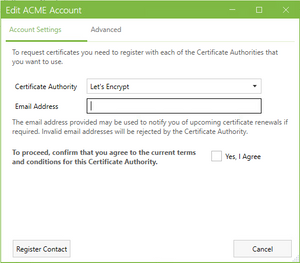 Edit ACME Account
Account Settings Advanced
To request certificates you need to register with each of the Certificate Authorities that
you want to use.
Certificate Authority Let's Encrypt
Email Address
The email address provided may be used to notify you of upcoming certificate renewals if
required. Invalid email addresses will be rejected by the Certificate Authority.
To proceed, confirm that you agree to the current terms
and conditions for this Certificate Authority. Yes, I Agree
Register Contact Cancel